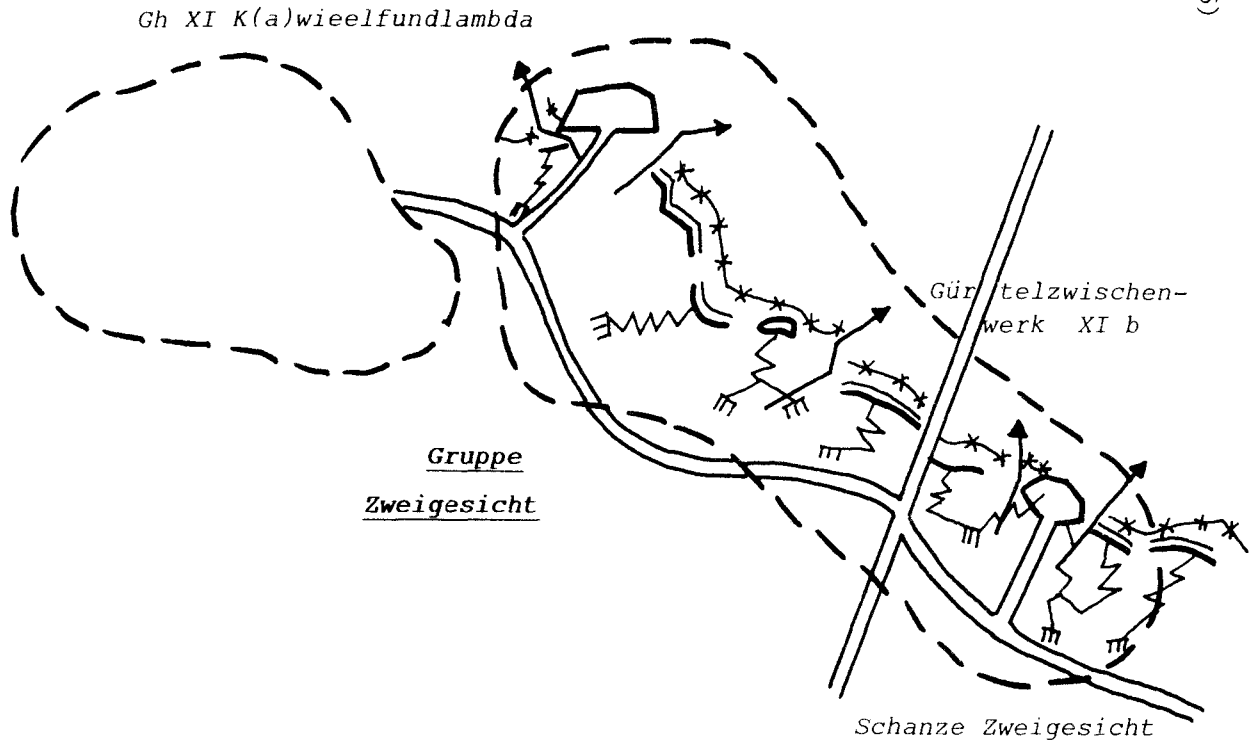 Gh XI K(a)wieelfundlambda
Gürtelzwischen-
werk XI b
Gruppe
Zweigesicht
Schanze Zweigesicht